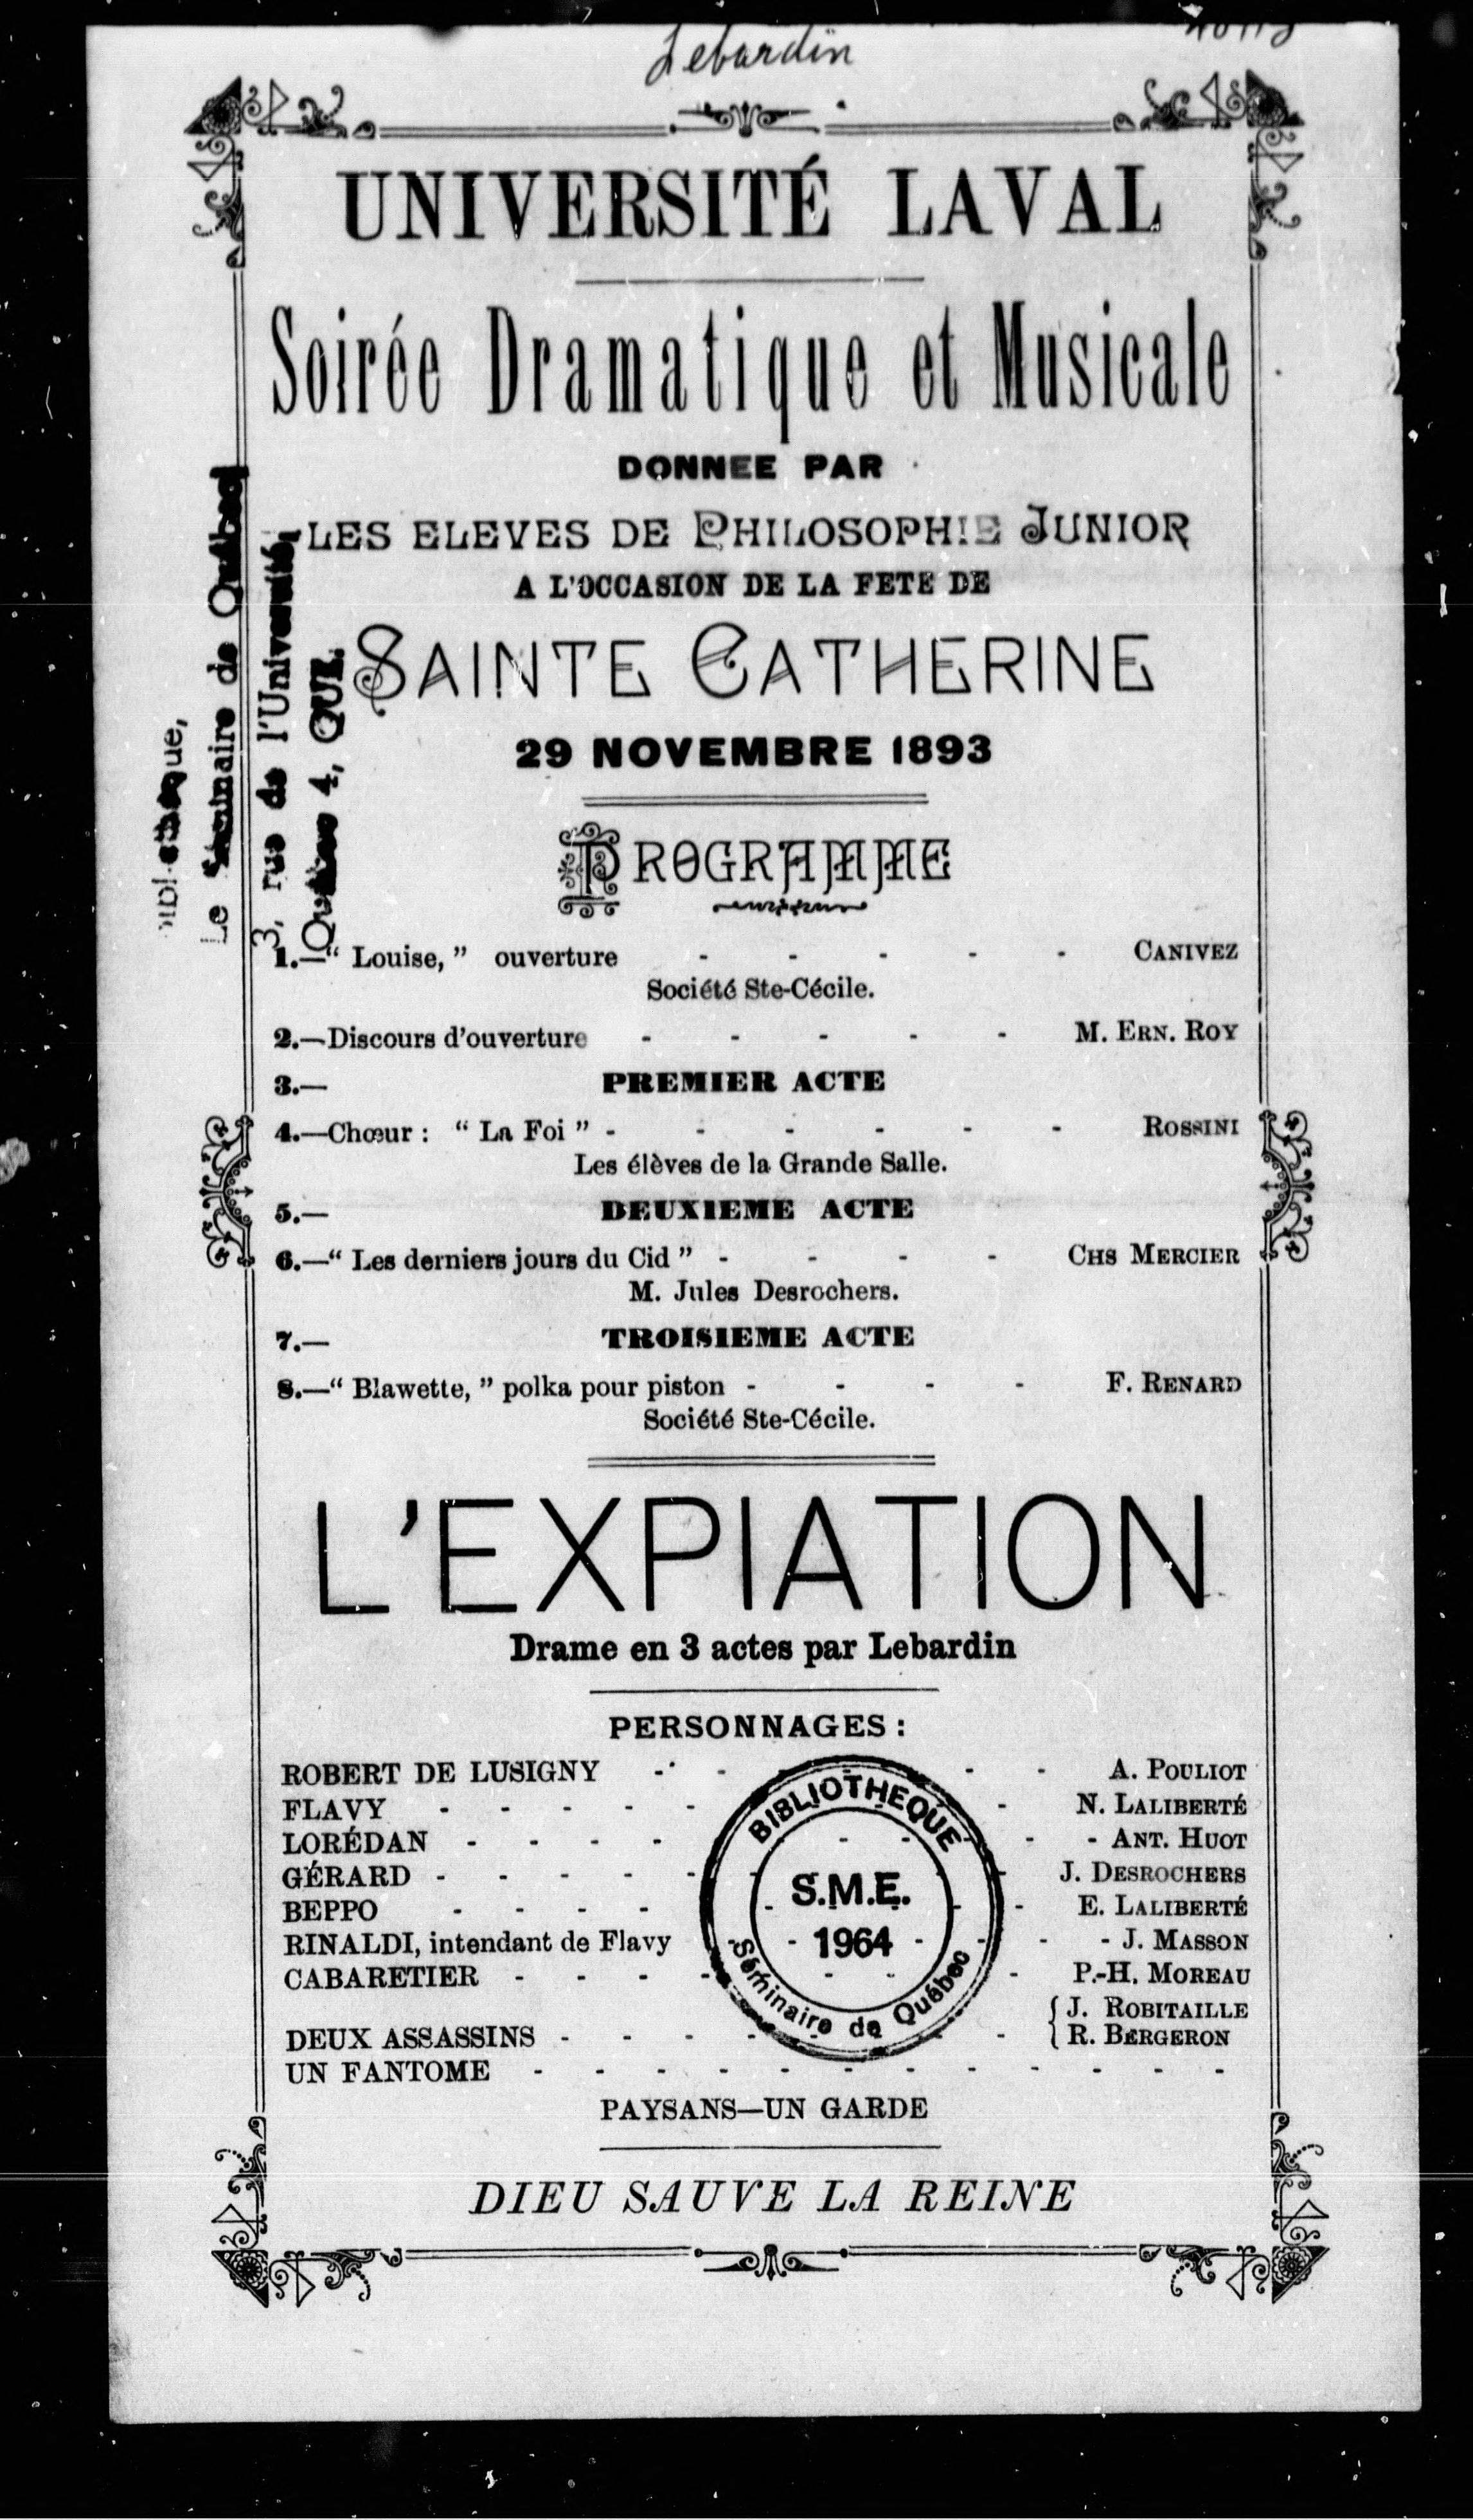 Lebardin
UNIVERSITÉ LAVAL
Soirée Dramatique et Musicale
DONNEE PAR
LES ELEVES DE PHILOSOPHIE JUNIOR
A L'OCCASION DE LA FETE DE
SAINTE CATHERINE
29 NOVEMBRE 1893
Le Séminaire de Québec
3, rue de l'Université,
Québec 4, QUE.
PROGRAMME
1.—“ Louise, ” ouverture - - - - - CANIVEZ
Société Ste-Cécile.
2.—Discours d'ouverture - - - - - M. ERN. ROY
3.— PREMIER ACTE
4.—Chœur : “ La Foi ” - - - - - - ROSSINI
Les élèves de la Grande Salle.
5.— DEUXIEME ACTE
6.—“ Les derniers jours du Cid ” - - - - CHS MERCIER
M. Jules Desrochers.
7.— TROISIEME ACTE
8.—“ Blawette, ” polka pour piston - - - - F. RENARD
Société Ste-Cécile.
L'EXPIATION
Drame en 3 actes par Lebardin
PERSONNAGES :
ROBERT DE LUSIGNY - - - - A. POULIOT
FLAVY - - - - - - N. LALIBERTÉ
LORÉDAN - - - - - - - - ANT. HUOT
GÉRARD - - - - - - - J. DESROCHERS
BEPPO - - - - - - - E. LALIBERTÉ
RINALDI, intendant de Flavy - - - - - J. MASSON
CABARETIER - - - - - - - P.-H. MOREAU
DEUX ASSASSINS - - - - - - { J. ROBITAILLE
R. BERGERON
UN FANTOME - - - - - - - - - - - -
BIBLIOTHEQUE
S.M.E.
1964
Séminaire de Québec
PAYSANS—UN GARDE
DIEU SAUVE LA REINE